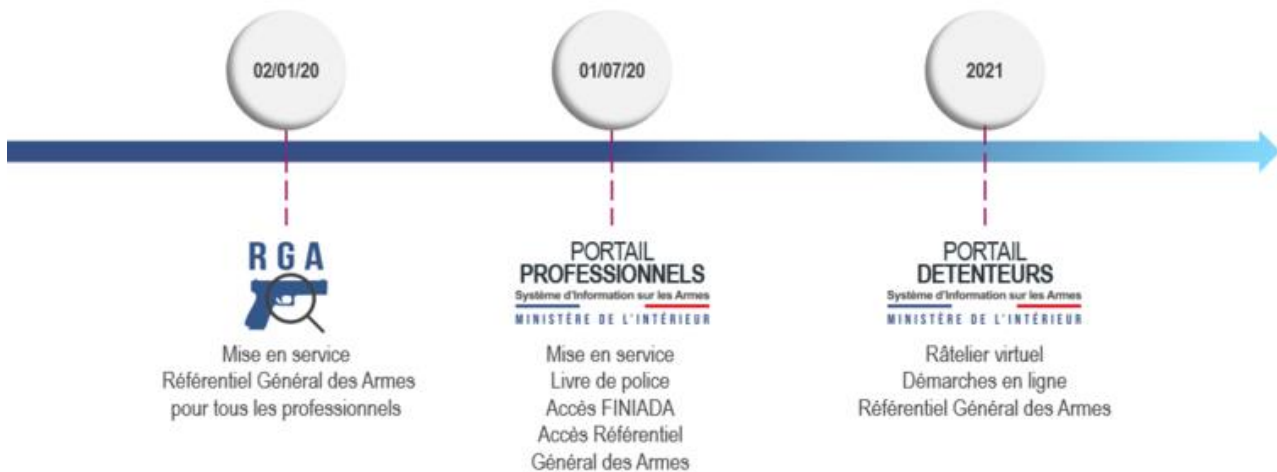 02/01/20
01/07/20
2021
RGA
Mise en service
Référentiel Général des Armes
pour tous les professionnels
PORTAIL
PROFESSIONNELS
Système d'Information sur les Armes
MINISTÈRE DE L'INTÉRIEUR
Mise en service
Livre de police
Accès FINIADA
Accès Référentiel
Général des Armes
PORTAIL
DETENTEURS
Système d'Information sur les Armes
MINISTÈRE DE L'INTÉRIEUR
Râtelier virtuel
Démarches en ligne
Référentiel Général des Armes